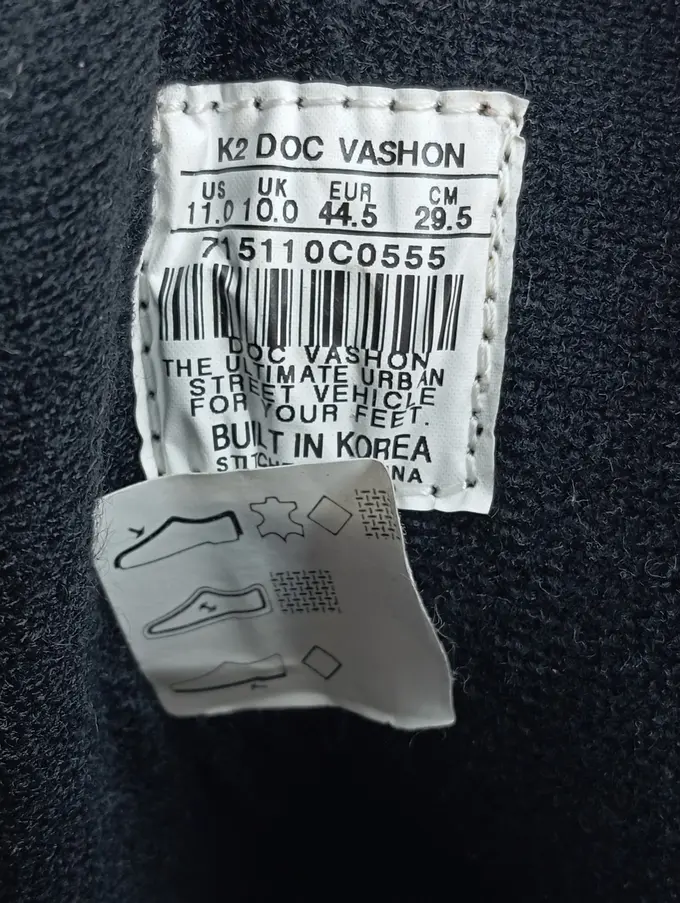 K2 DOC VASHON
US UK EUR CM
11.0 10.0 44.5 29.5
715110C0555
DOC VASHON
THE ULTIMATE URBAN
STREET VEHICLE
FOR YOUR FEET.
BUILT IN KOREA